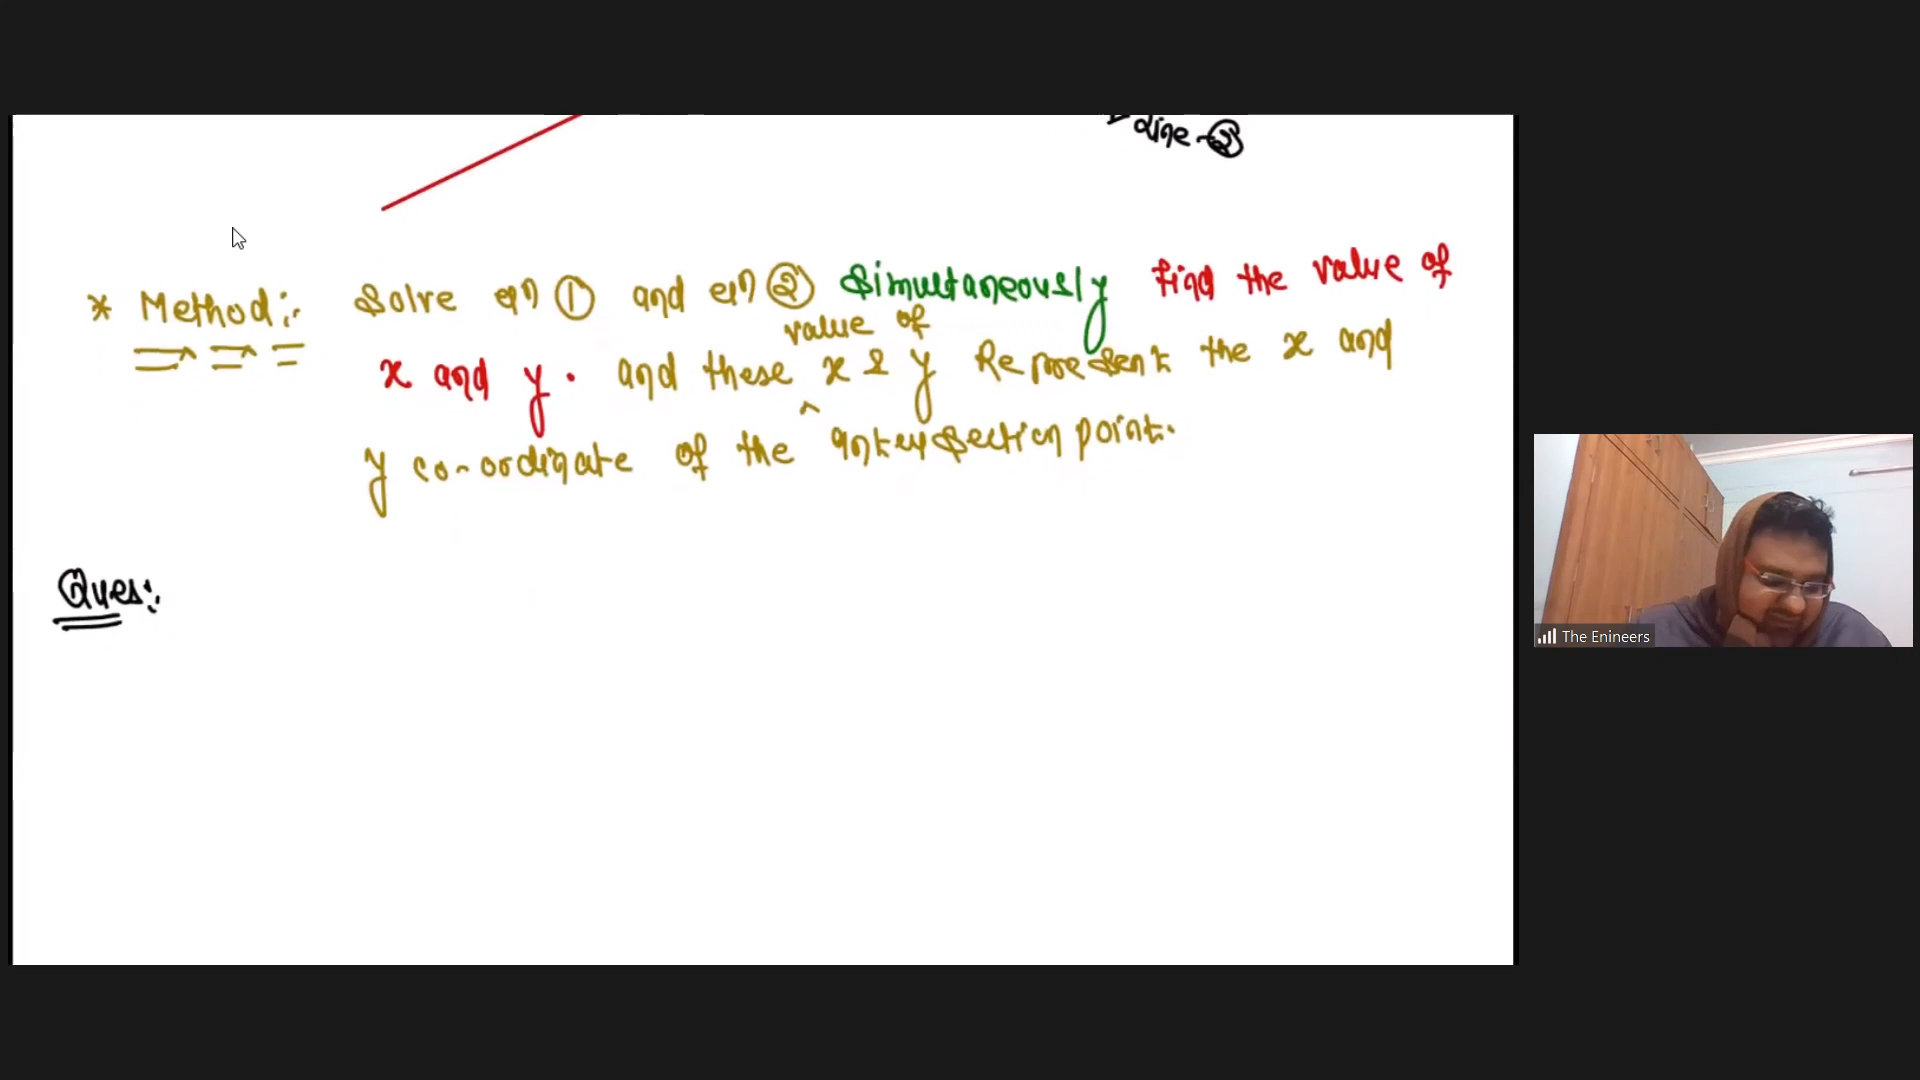 Line-②
* Method:- Solve eqn ① and eqn ② Simultaneously find the value of
value of
x and y. and these ^ x & y Represent the x and
y co-ordinate of the intersection point.
Ques:-
The Enineers